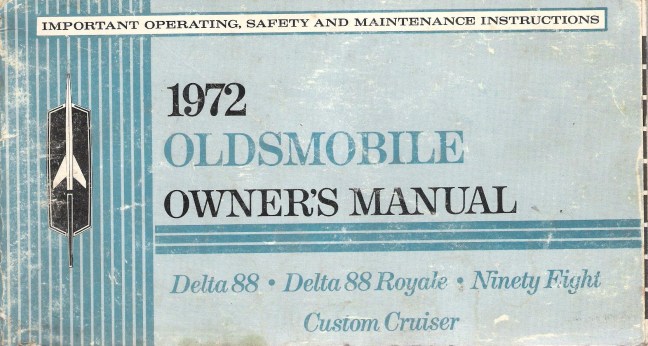 IMPORTANT OPERATING, SAFETY AND MAINTENANCE INSTRUCTIONS
1972
OLDSMOBILE
OWNER'S MANUAL
Delta 88 • Delta 88 Royale • Ninety Eight
Custom Cruiser